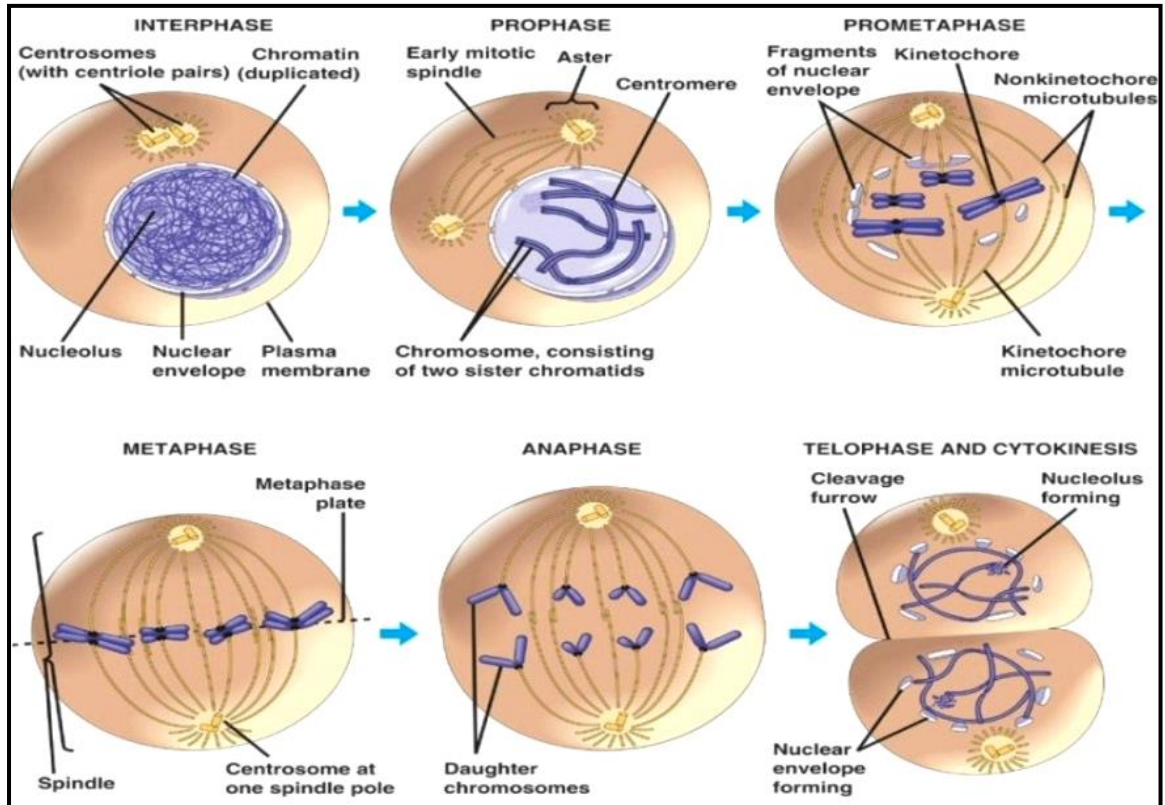 INTERPHASE
Centrosomes
(with centriole pairs)
Chromatin
(duplicated)
Nucleolus
Nuclear
envelope
Plasma
membrane
PROPHASE
Early mitotic
spindle
Aster
Centromere
Chromosome, consisting
of two sister chromatids
PROMETAPHASE
Fragments
of nuclear
envelope
Kinetochore
Nonkinetochore
microtubules
Kinetochore
microtubule
METAPHASE
Metaphase
plate
Spindle
Centrosome at
one spindle pole
ANAPHASE
Daughter
chromosomes
TELOPHASE AND CYTOKINESIS
Cleavage
furrow
Nucleolus
forming
Nuclear
envelope
forming